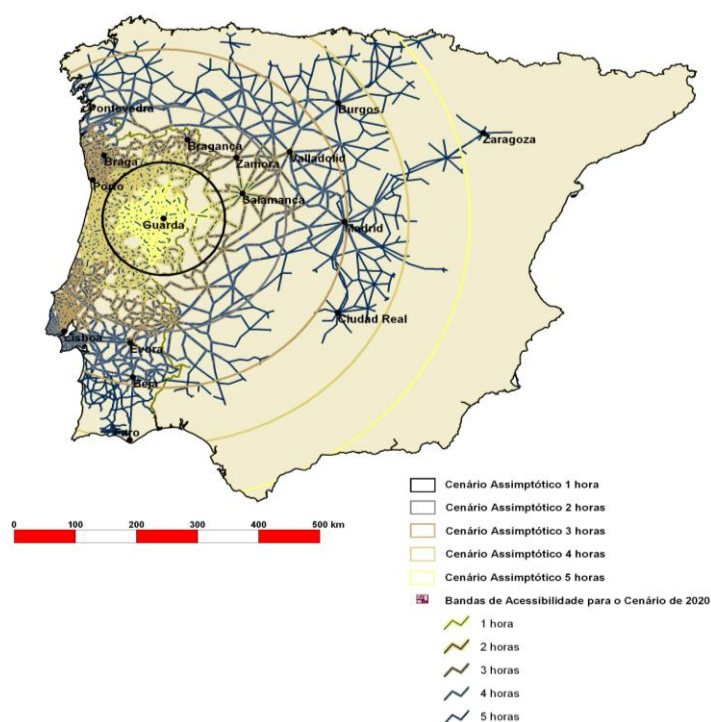 Pontevedra
Burgos
Bragança
Zaragoza
Braga
Zamora
Valladolid
Porto
Salamanca
Guarda
Madrid
Ciudad Real
Lisboa
Évora
Beja
Faro
Cenário Assimptótico 1 hora
Cenário Assimptótico 2 horas
0 100 200 300 400 500 km
Cenário Assimptótico 3 horas
Cenário Assimptótico 4 horas
Cenário Assimptótico 5 horas
Bandas de Acessibilidade para o Cenário de 2020
1 hora
2 horas
3 horas
4 horas
5 horas